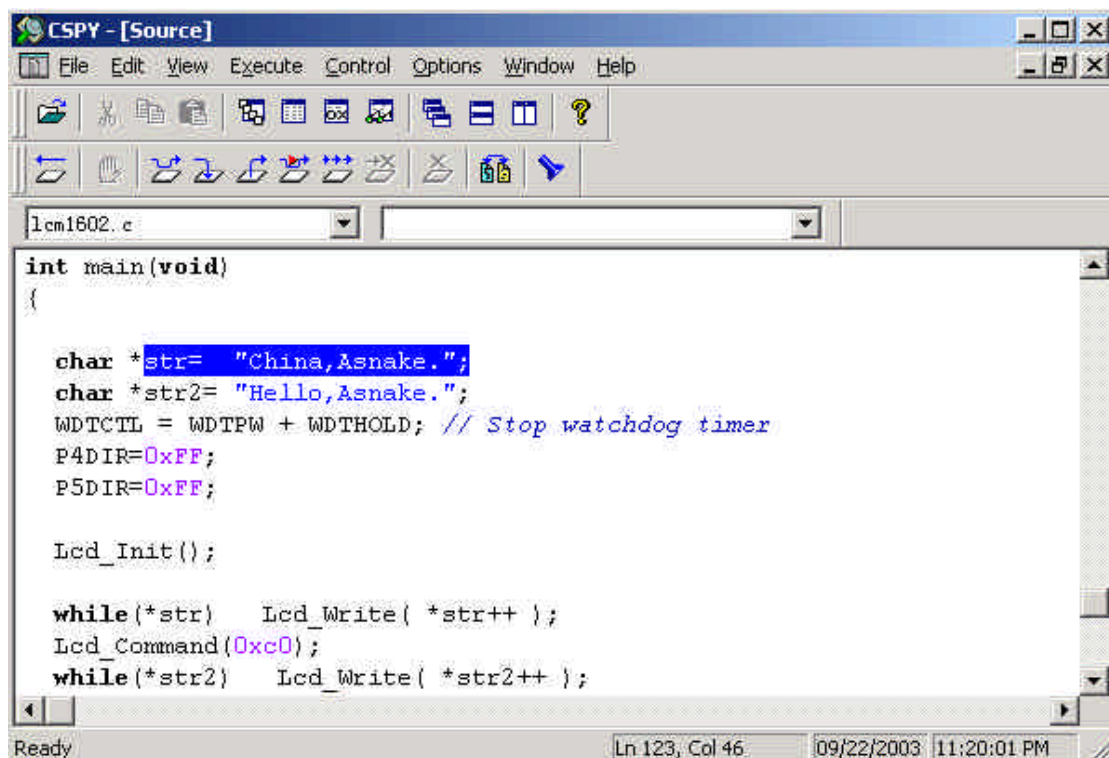 CSPY - [Source]
File Edit View Execute Control Options Window Help
lcm1602.c
int main(void)
{
char *str= "China,Asnake.";
char *str2= "Hello,Asnake.";
WDTCTL = WDTPW + WDTHOLD; // Stop watchdog timer
P4DIR=0xFF;
P5DIR=0xFF;
Lcd_Init();
while(*str) Lcd_Write( *str++ );
Lcd_Command(0xc0);
while(*str2) Lcd_Write( *str2++ );
Ready Ln 123, Col 46 09/22/2003 11:20:01 PM